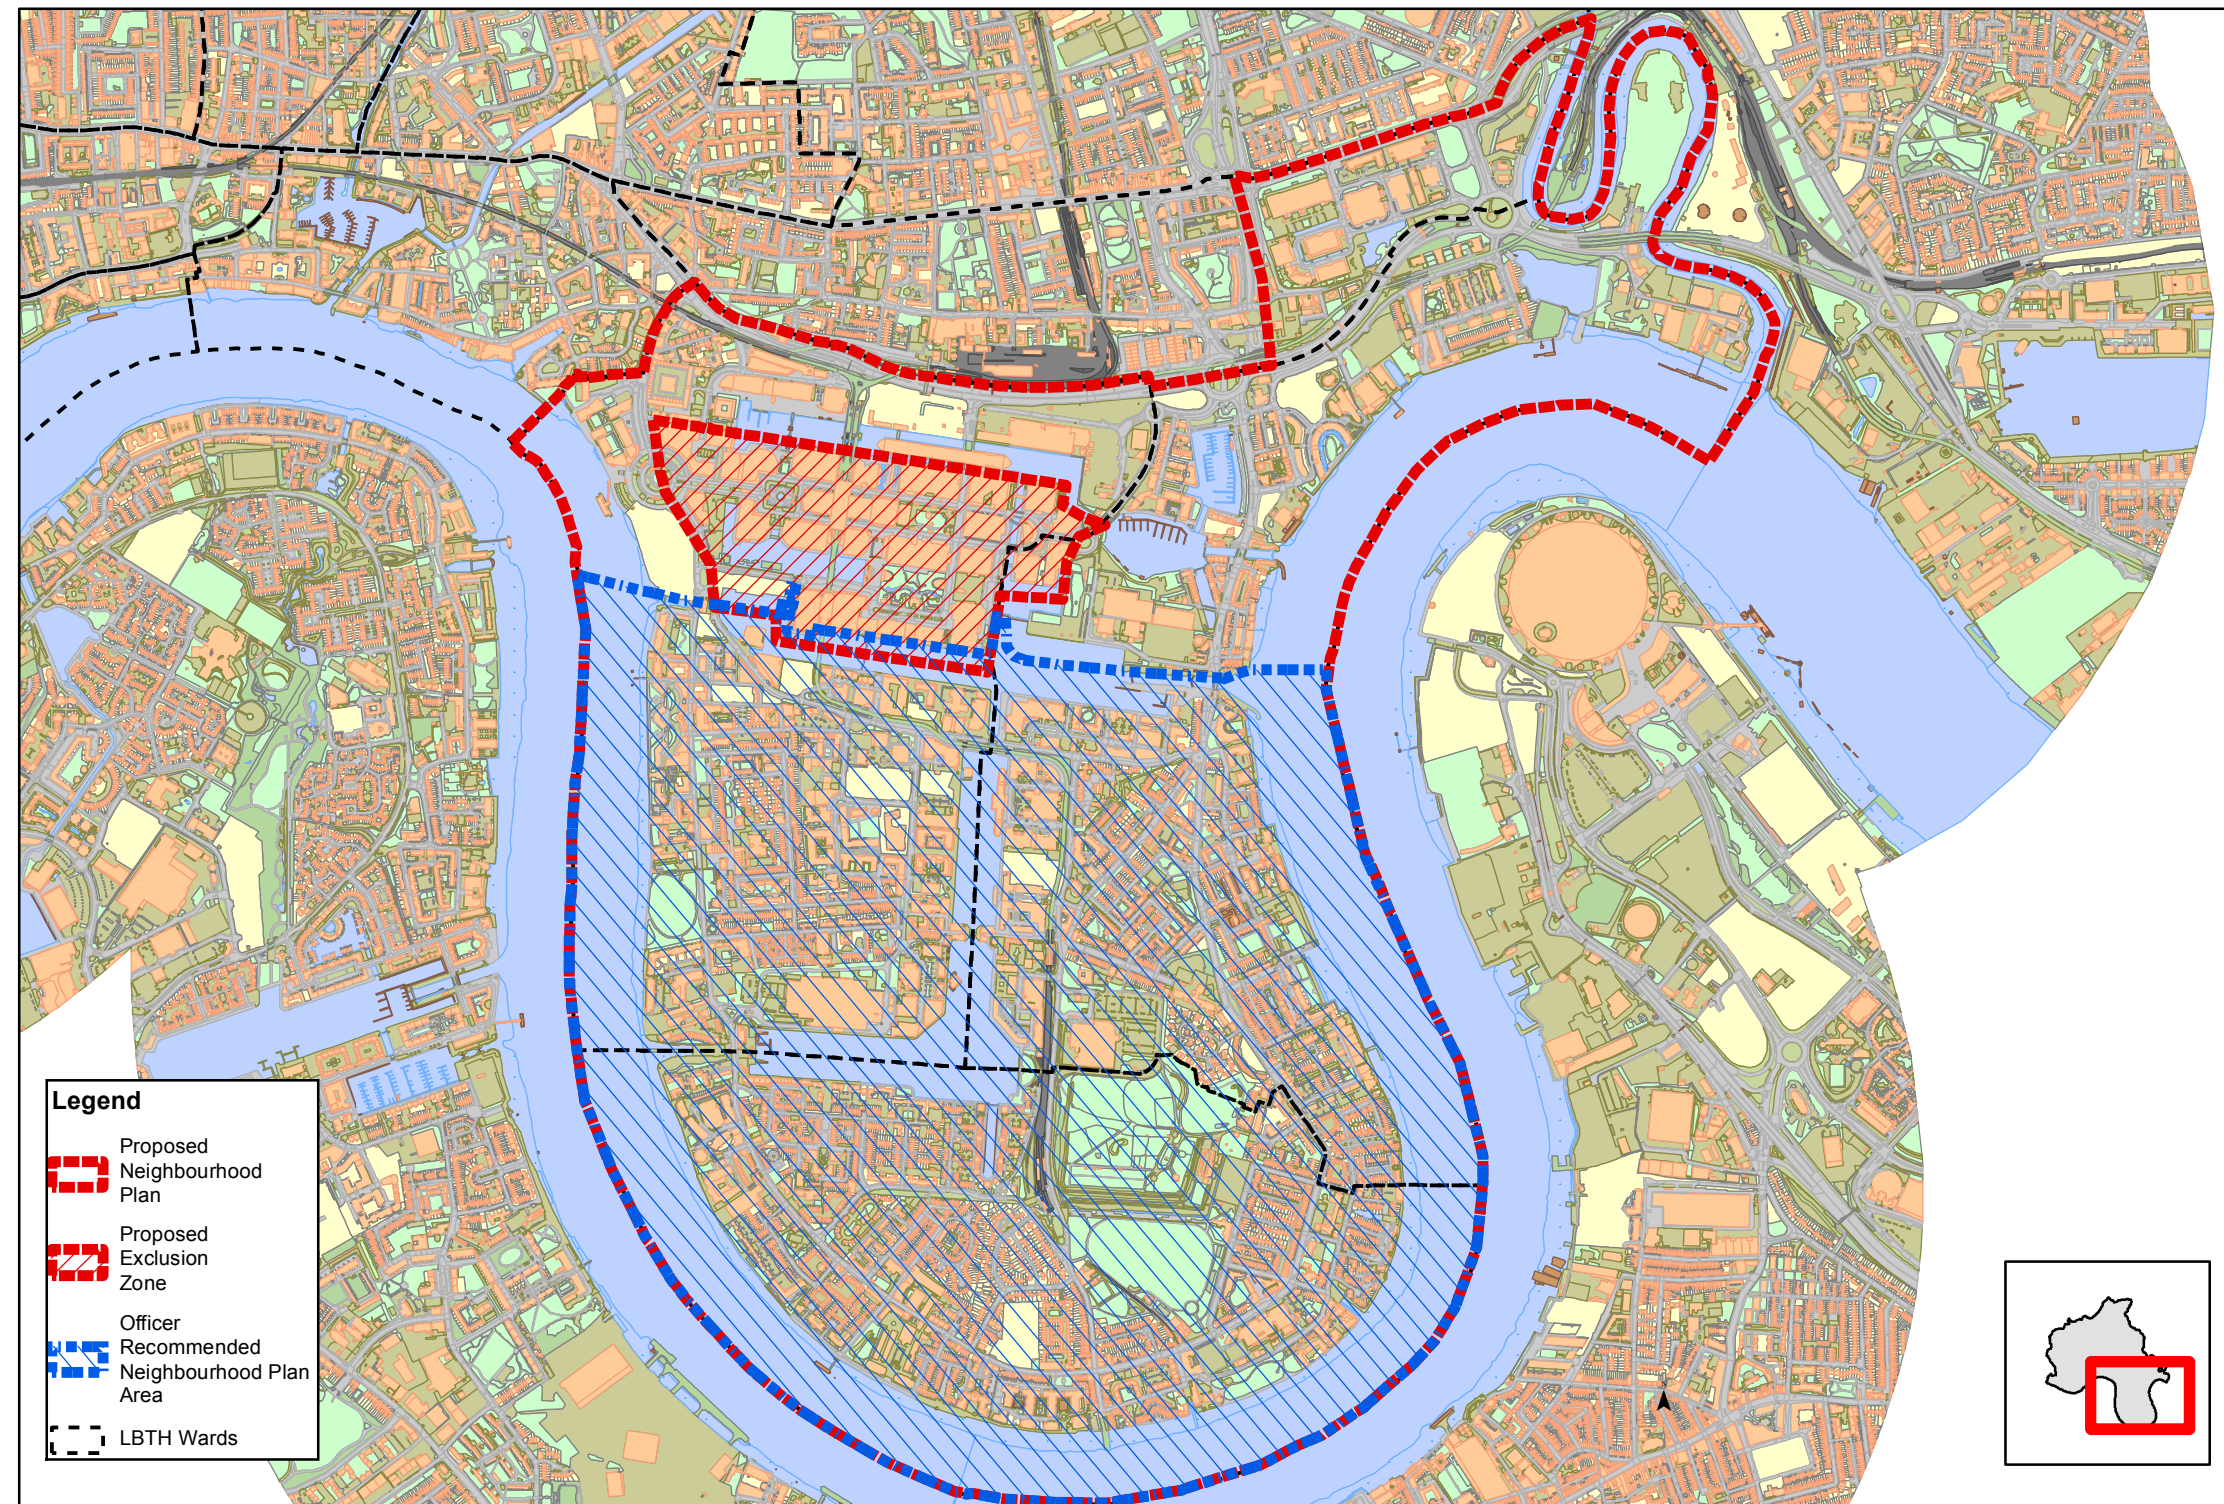 Legend
Proposed
Neighbourhood
Plan
Proposed
Exclusion
Zone
Officer
Recommended
Neighbourhood Plan
Area
LBTH Wards